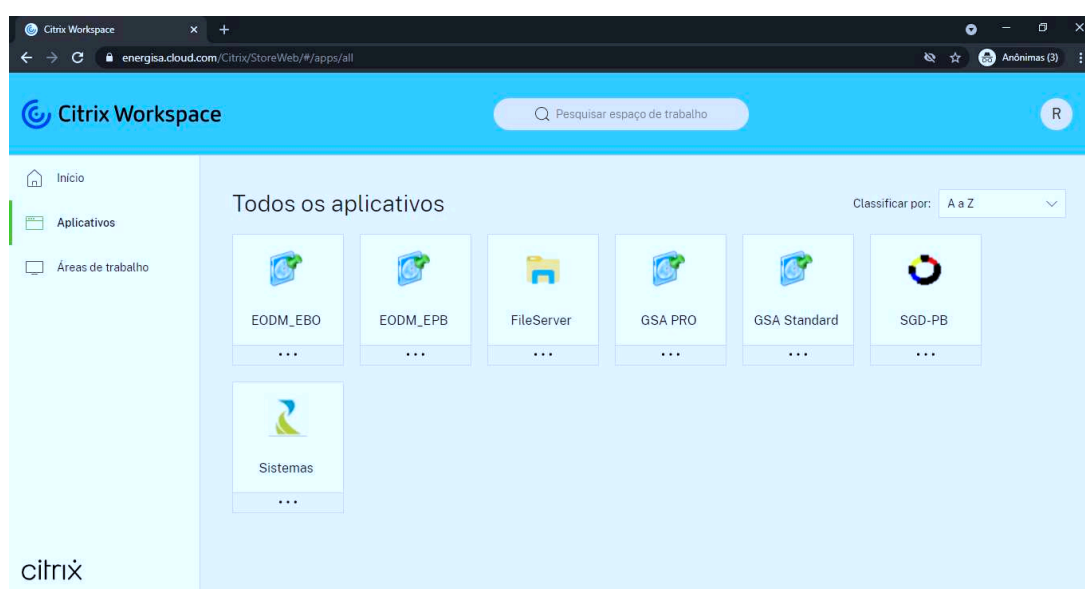 Citrix Workspace
energisa.cloud.com/Citrix/StoreWeb/#/apps/all
Anônimas (3)
Citrix Workspace
Pesquisar espaço de trabalho
R
Início
Aplicativos
Áreas de trabalho
Todos os aplicativos
Classificar por: A a Z
EODM_EBO EODM_EPB FileServer GSA PRO GSA Standard SGD-PB
... ... ... ... ... ...
Sistemas
...
citrix